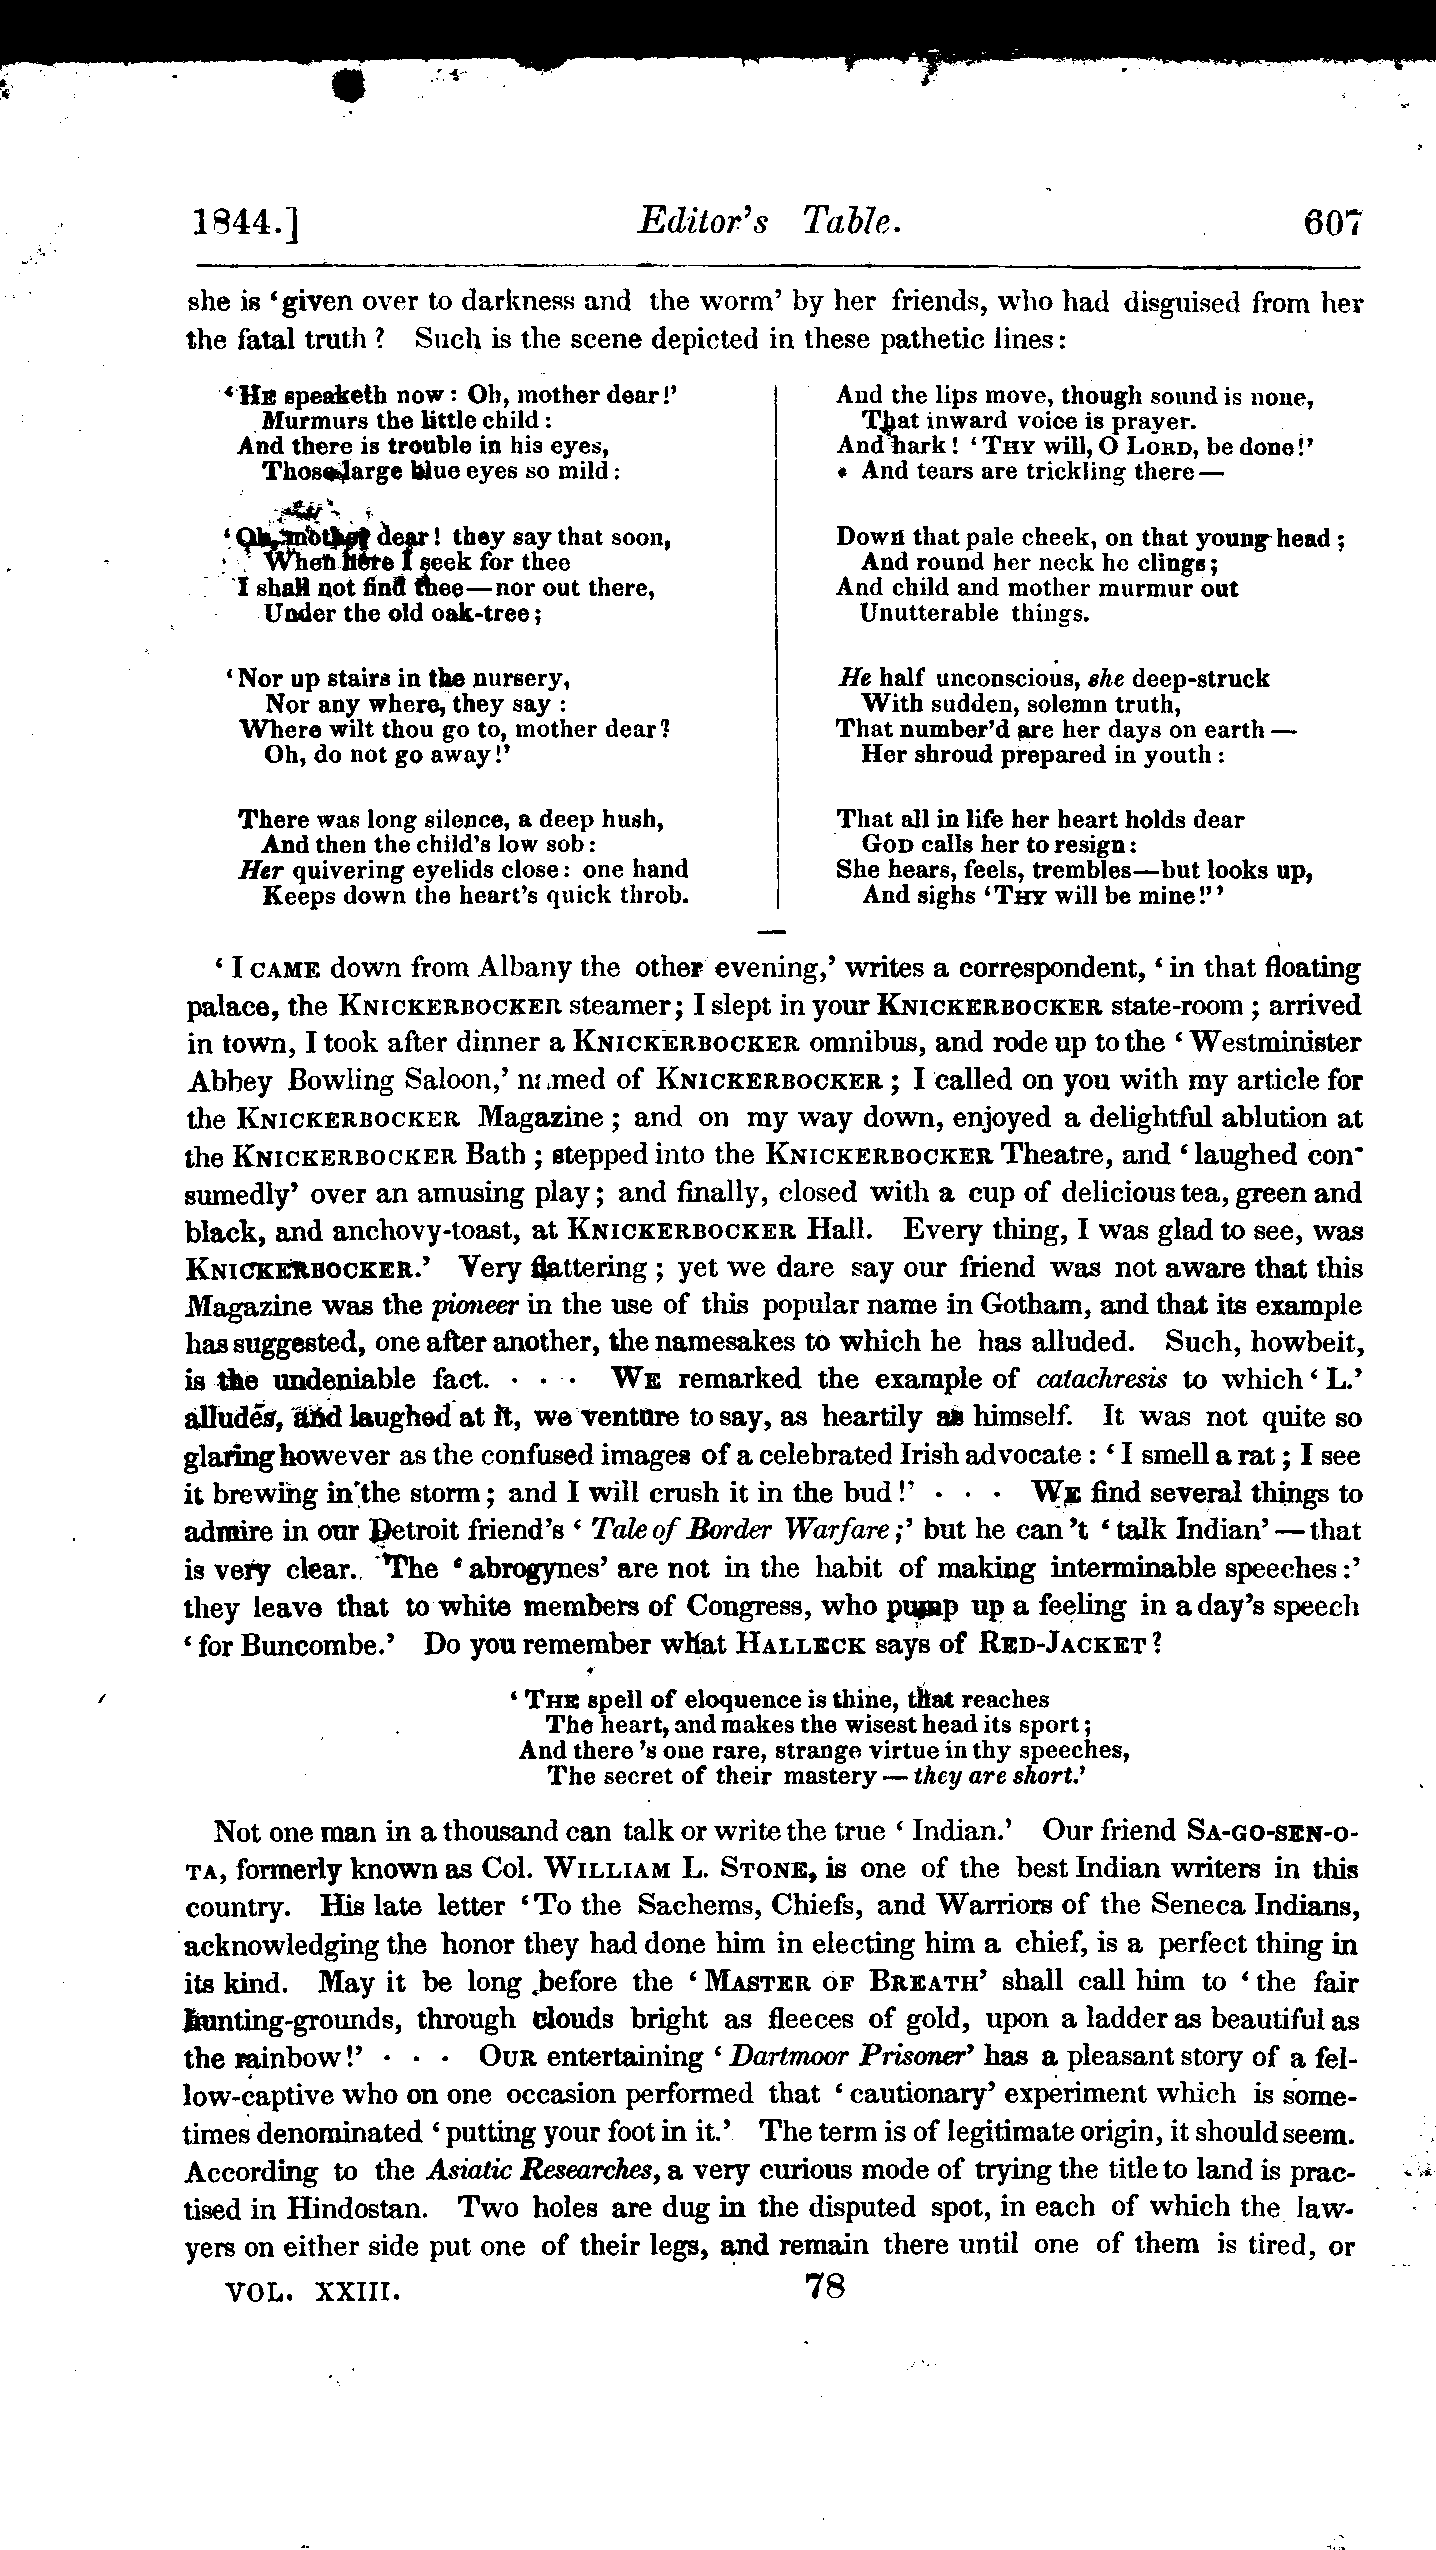 1844.] Editor's Table. 607
she is ‘given over to darkness and the worm’ by her friends, who had disguised from her
the fatal truth? Such is the scene depicted in these pathetic lines:
‘HE speaketh now: Oh, mother dear!’
Murmurs the little child:
And there is trouble in his eyes,
Those large blue eyes so mild:
‘Oh, mother dear! they say that soon,
When here I seek for thee
I shall not find thee—nor out there,
Under the old oak-tree;
‘Nor up stairs in the nursery,
Nor any where, they say :
Where wilt thou go to, mother dear?
Oh, do not go away!’
There was long silence, a deep hush,
And then the child's low sob:
Her quivering eyelids close: one hand
Keeps down the heart's quick throb.
And the lips move, though sound is none,
That inward voice is prayer.
And hark! ‘THY will, O LORD, be done!’
And tears are trickling there—
Down that pale cheek, on that young head;
And round her neck he clings;
And child and mother murmur out
Unutterable things.
He half unconscious, she deep-struck
With sudden, solemn truth,
That number'd are her days on earth—
Her shroud prepared in youth:
That all in life her heart holds dear
GOD calls her to resign:
She hears, feels, trembles—but looks up,
And sighs ‘THY will be mine!’’
‘I CAME down from Albany the other evening,’ writes a correspondent, ‘in that floating
palace, the KNICKERBOCKER steamer; I slept in your KNICKERBOCKER state-room; arrived
in town, I took after dinner a KNICKERBOCKER omnibus, and rode up to the ‘Westminister
Abbey Bowling Saloon,’ named of KNICKERBOCKER; I called on you with my article for
the KNICKERBOCKER Magazine; and on my way down, enjoyed a delightful ablution at
the KNICKERBOCKER Bath; stepped into the KNICKERBOCKER Theatre, and ‘laughed con-
sumedly’ over an amusing play; and finally, closed with a cup of delicious tea, green and
black, and anchovy-toast, at KNICKERBOCKER Hall. Every thing, I was glad to see, was
KNICKERBOCKER.’ Very flattering; yet we dare say our friend was not aware that this
Magazine was the pioneer in the use of this popular name in Gotham, and that its example
has suggested, one after another, the namesakes to which he has alluded. Such, howbeit,
is the undeniable fact. · · · WE remarked the example of catachresis to which ‘L.’
alludes, and laughed at it, we venture to say, as heartily as himself. It was not quite so
glaring however as the confused images of a celebrated Irish advocate: ‘I smell a rat; I see
it brewing in the storm; and I will crush it in the bud!’ · · · WE find several things to
admire in our Detroit friend's ‘Tale of Border Warfare;’ but he can't ‘talk Indian’—that
is very clear. The ‘abrogynes’ are not in the habit of making interminable speeches:’
they leave that to white members of Congress, who pump up a feeling in a day's speech
‘for Buncombe.’ Do you remember what HALLECK says of RED-JACKET?
‘THE spell of eloquence is thine, that reaches
The heart, and makes the wisest head its sport;
And there's one rare, strange virtue in thy speeches,
The secret of their mastery—they are short.’
Not one man in a thousand can talk or write the true ‘Indian.’ Our friend SA-GO-SEN-O-
TA, formerly known as Col. WILLIAM L. STONE, is one of the best Indian writers in this
country. His late letter ‘To the Sachems, Chiefs, and Warriors of the Seneca Indians,
acknowledging the honor they had done him in electing him a chief, is a perfect thing in
its kind. May it be long before the ‘MASTER OF BREATH’ shall call him to ‘the fair
hunting-grounds, through clouds bright as fleeces of gold, upon a ladder as beautiful as
the rainbow!’ · · · OUR entertaining ‘Dartmoor Prisoner’ has a pleasant story of a fel-
low-captive who on one occasion performed that ‘cautionary’ experiment which is some-
times denominated ‘putting your foot in it.’ The term is of legitimate origin, it should seem.
According to the Asiatic Researches, a very curious mode of trying the title to land is prac-
tised in Hindostan. Two holes are dug in the disputed spot, in each of which the law-
yers on either side put one of their legs, and remain there until one of them is tired, or
VOL. XXIII. 78